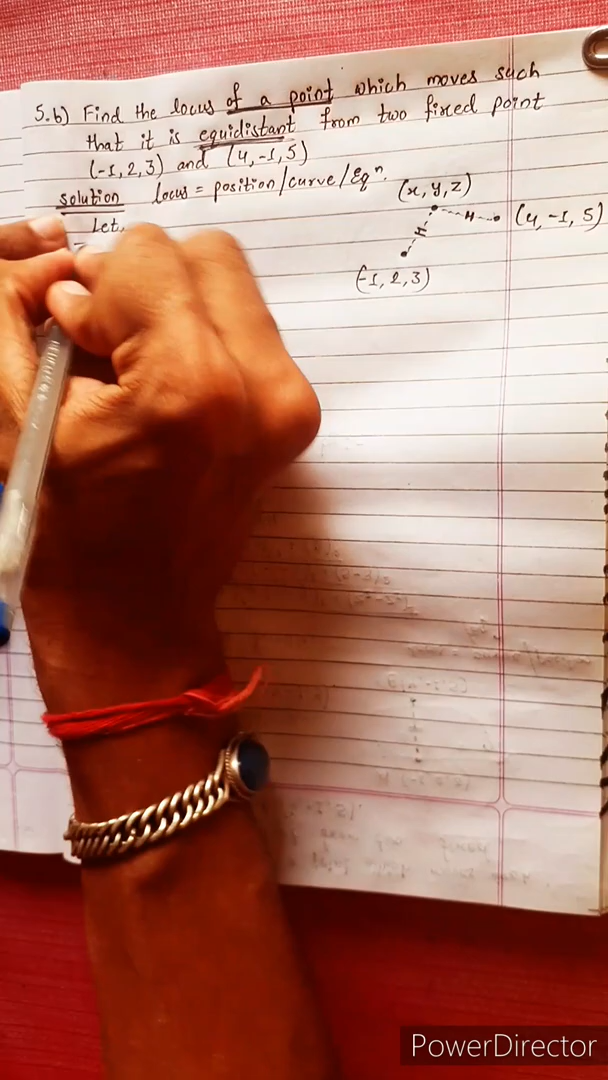 5.b) Find the locus of a point which moves such
that it is equidistant from two fixed point
(-1, 2, 3) and (4, -1, 5)
solution locus = position/curve/Eqⁿ.
(x, y, z)
Let,
(4, -1, 5)
(-1, 2, 3)
PowerDirector